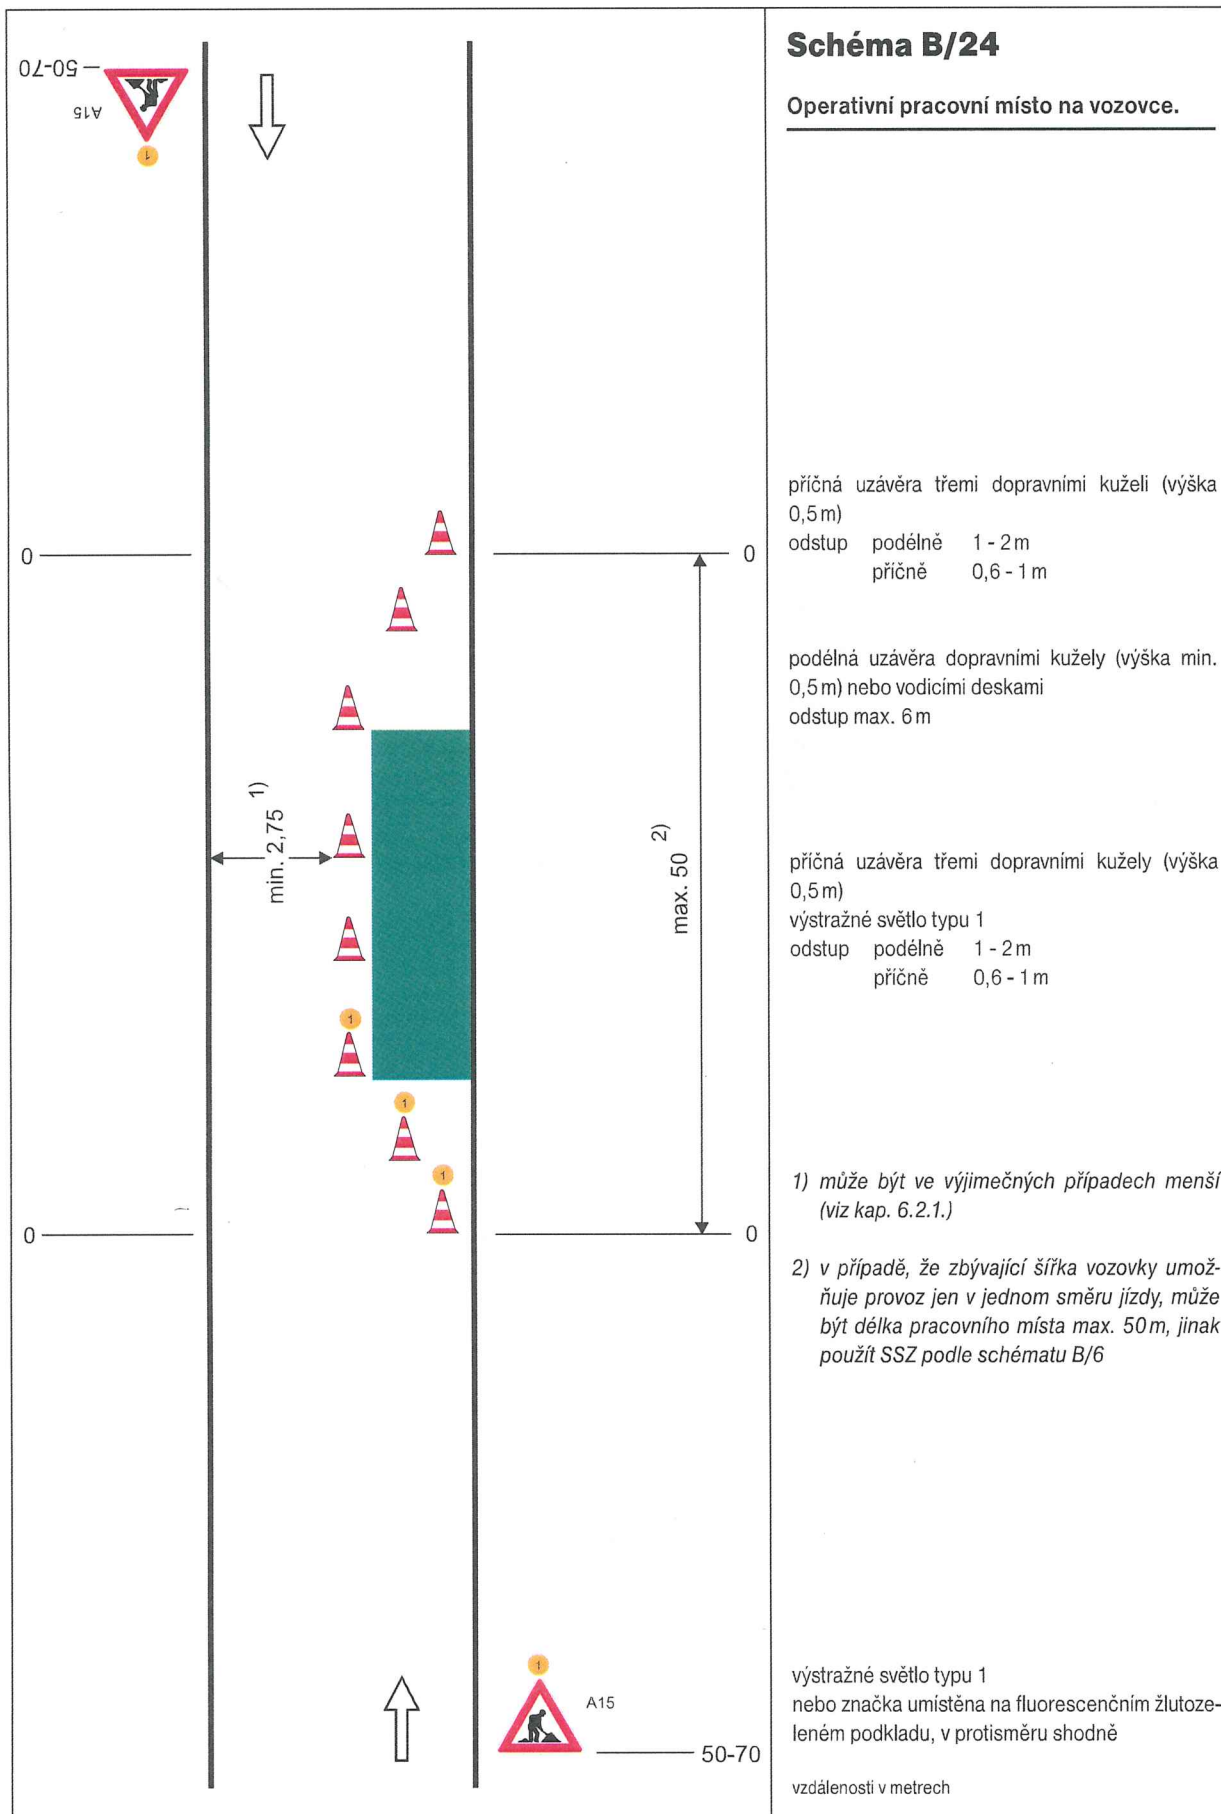 Schéma B/24
Operativní pracovní místo na vozovce.
50-70
A15
1
příčná uzávěra třemi dopravními kuželi (výška
0,5 m)
odstup podélně 1 - 2 m
příčně 0,6 - 1 m
0
0
podélná uzávěra dopravními kužely (výška min.
0,5 m) nebo vodicími deskami
odstup max. 6 m
min. 2,75 1)
max. 50 2)
příčná uzávěra třemi dopravními kužely (výška
0,5 m)
výstražné světlo typu 1
odstup podélně 1 - 2 m
příčně 0,6 - 1 m
1
1
1
0
0
1) může být ve výjimečných případech menší
(viz kap. 6.2.1.)
2) v případě, že zbývající šířka vozovky umož-
ňuje provoz jen v jednom směru jízdy, může
být délka pracovního místa max. 50 m, jinak
použít SSZ podle schématu B/6
1
A15
50-70
výstražné světlo typu 1
nebo značka umístěna na fluorescenčním žlutoze-
leném podkladu, v protisměru shodně
vzdálenosti v metrech